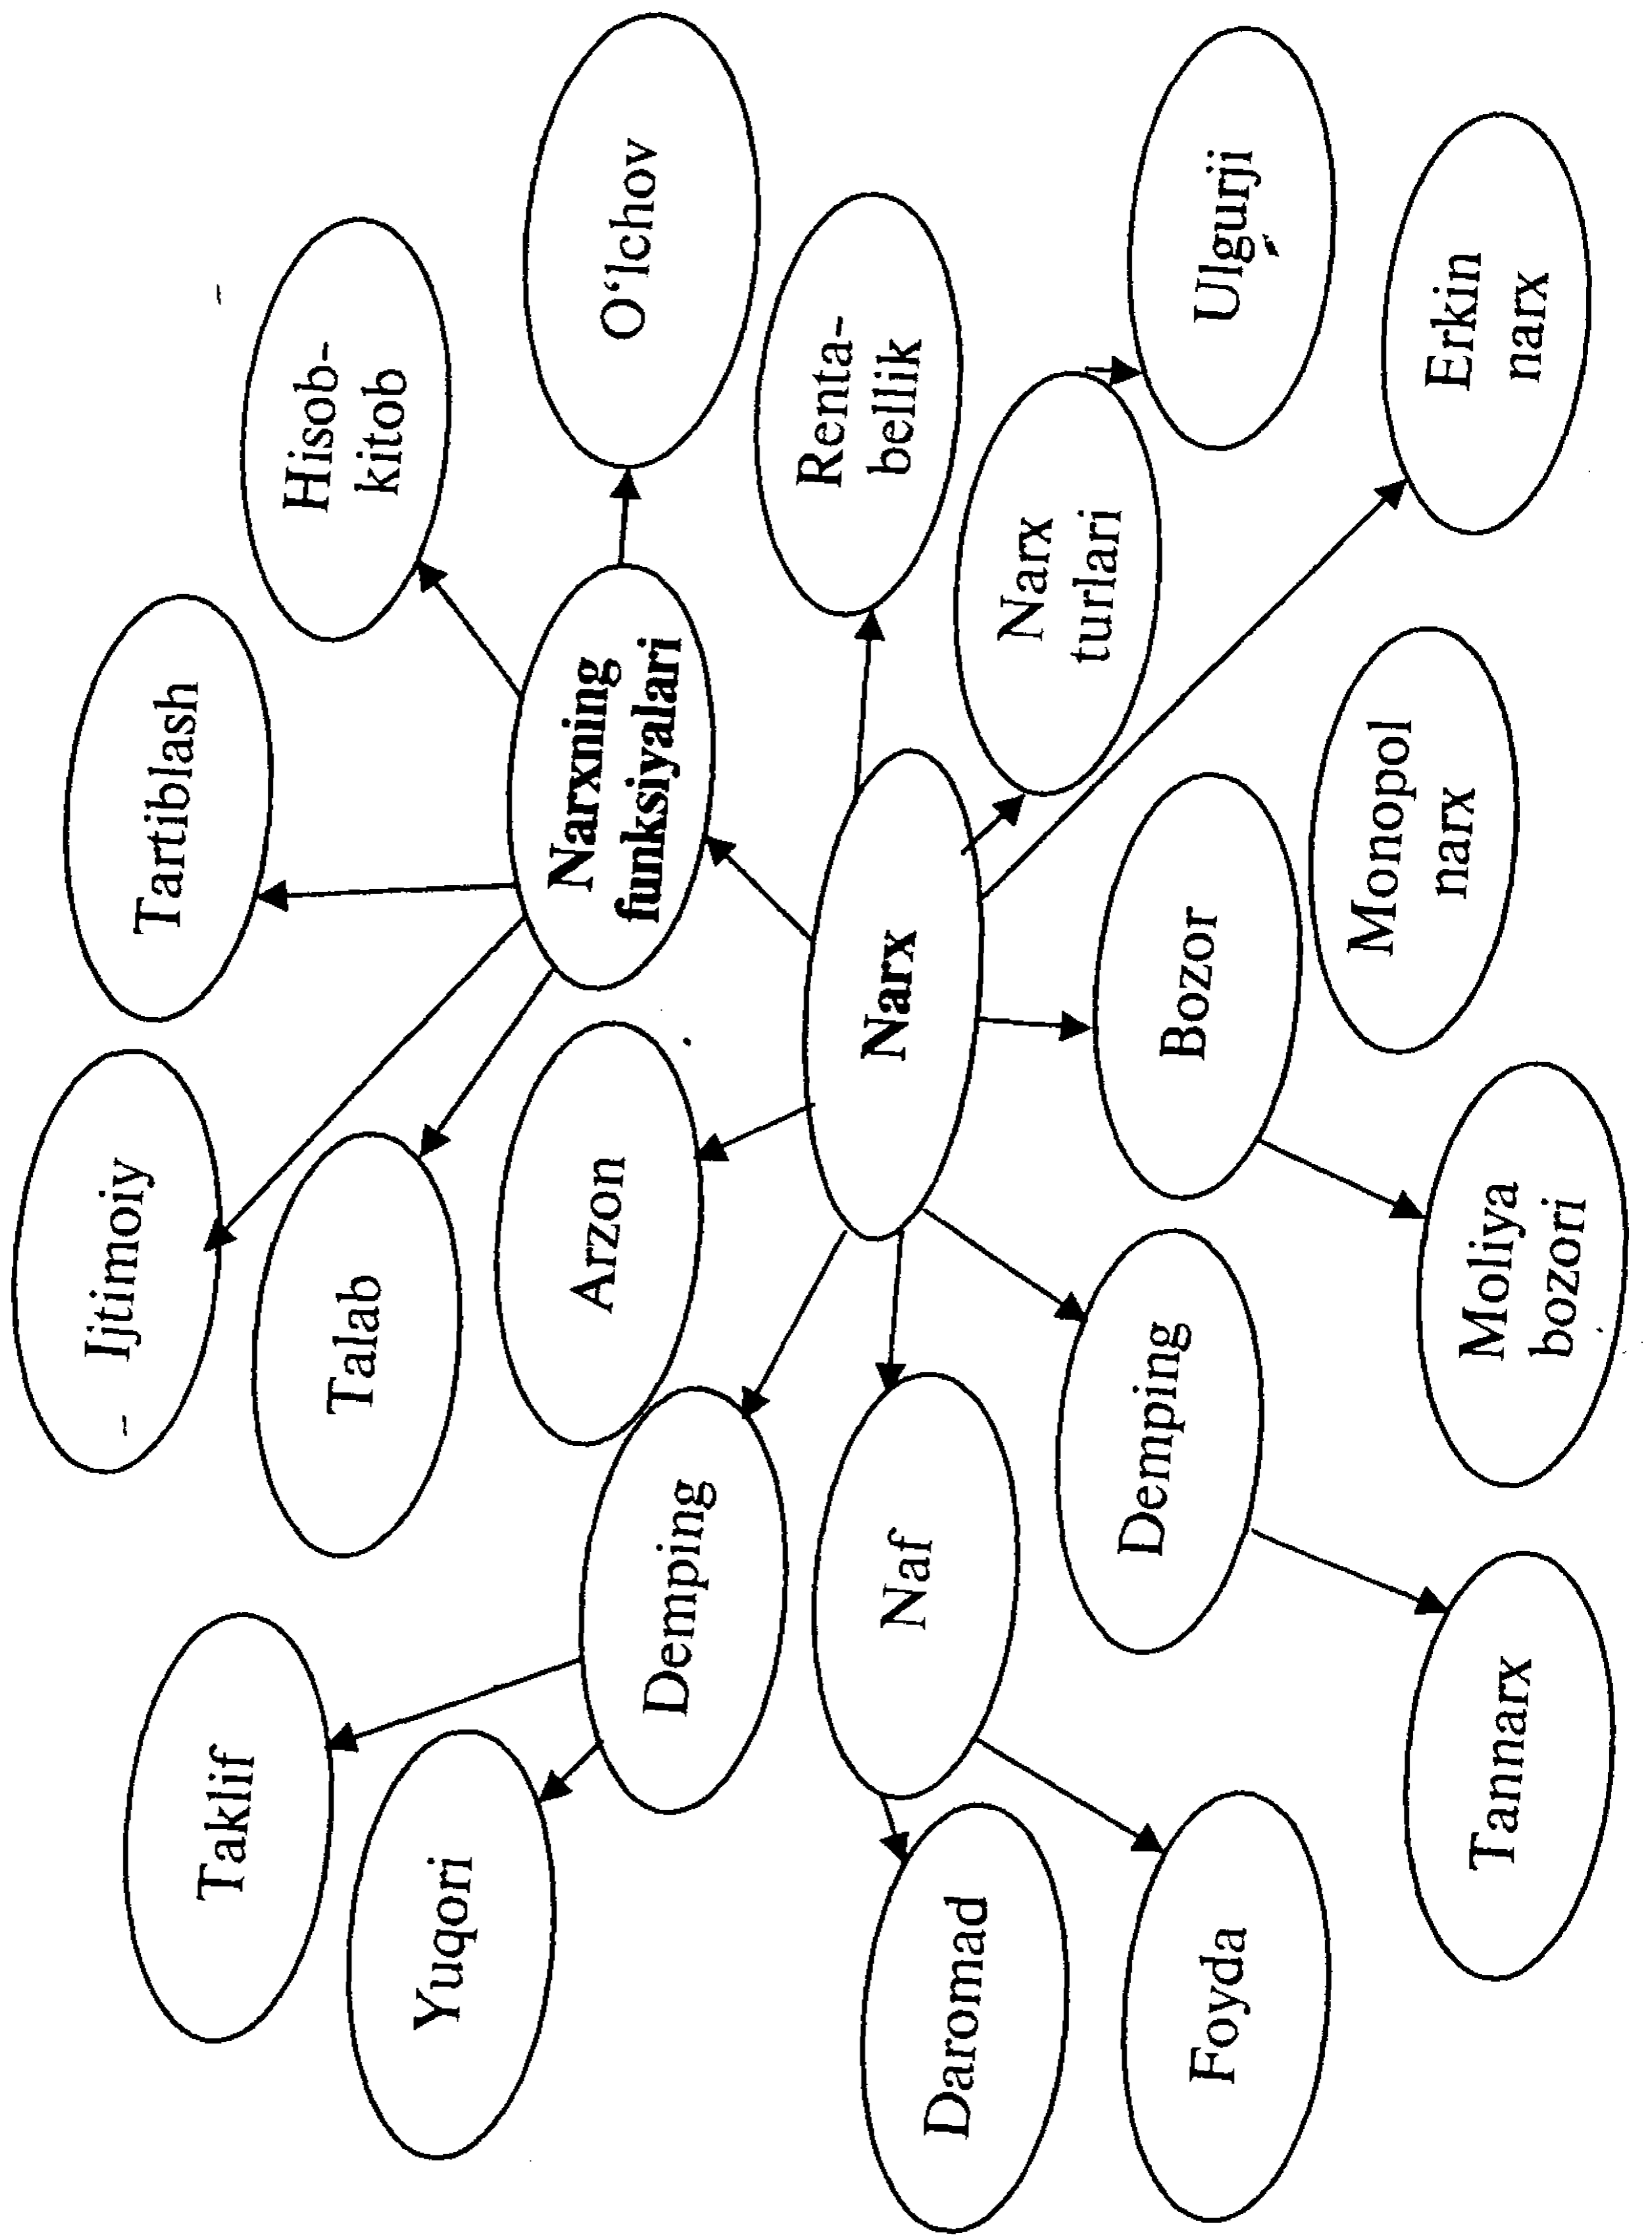 Taklif
Ijtimoiy
Tartiblash
Hisob-
kitob
Yuqori
Talab
Arzon
Narxning
funksiyalari
O‘lchov
Demping
Renta-
bellik
Naf
Narx
Narx
turlari
Daromad
Demping
Bozor
Ulgurji
Foyda
Monopol
narx
Erkin
narx
Tannarx
Moliya
bozori